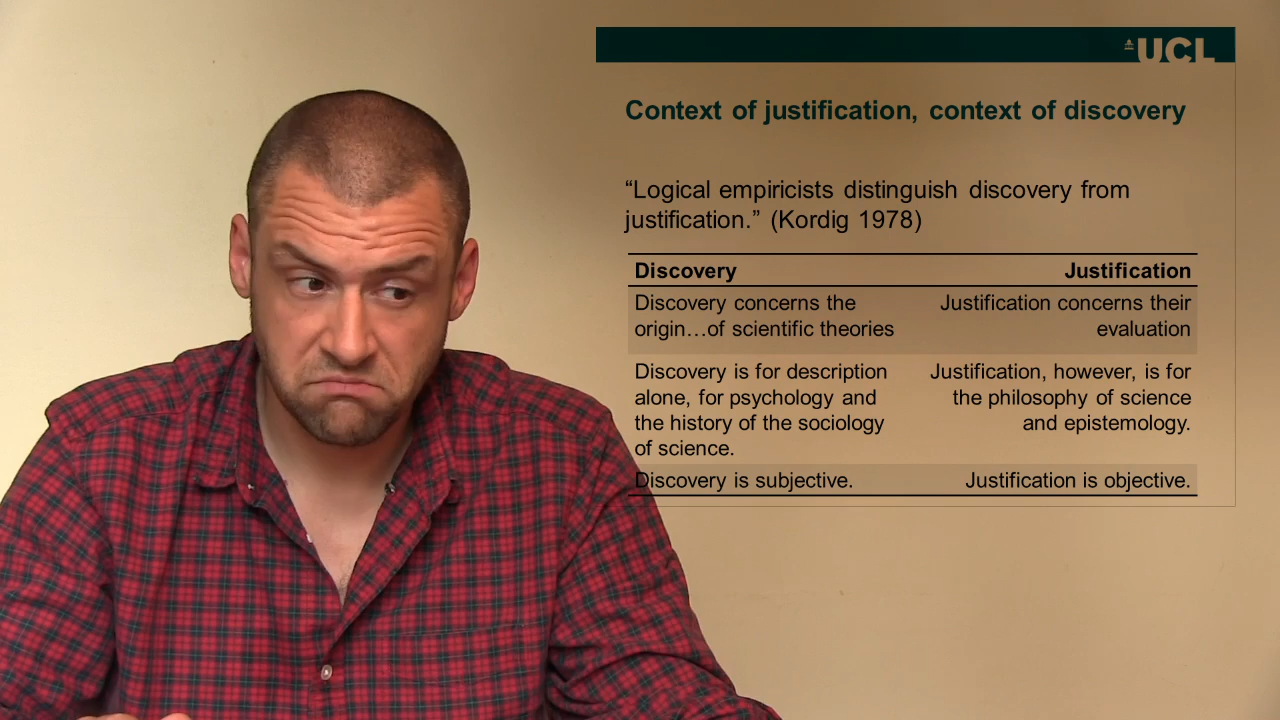 UCL
Context of justification, context of discovery
“Logical empiricists distinguish discovery from
justification.” (Kordig 1978)
Discovery Justification
Discovery concerns the
origin…of scientific theories
Justification concerns their
evaluation
Discovery is for description
alone, for psychology and
the history of the sociology
of science.
Justification, however, is for
the philosophy of science
and epistemology.
Discovery is subjective. Justification is objective.